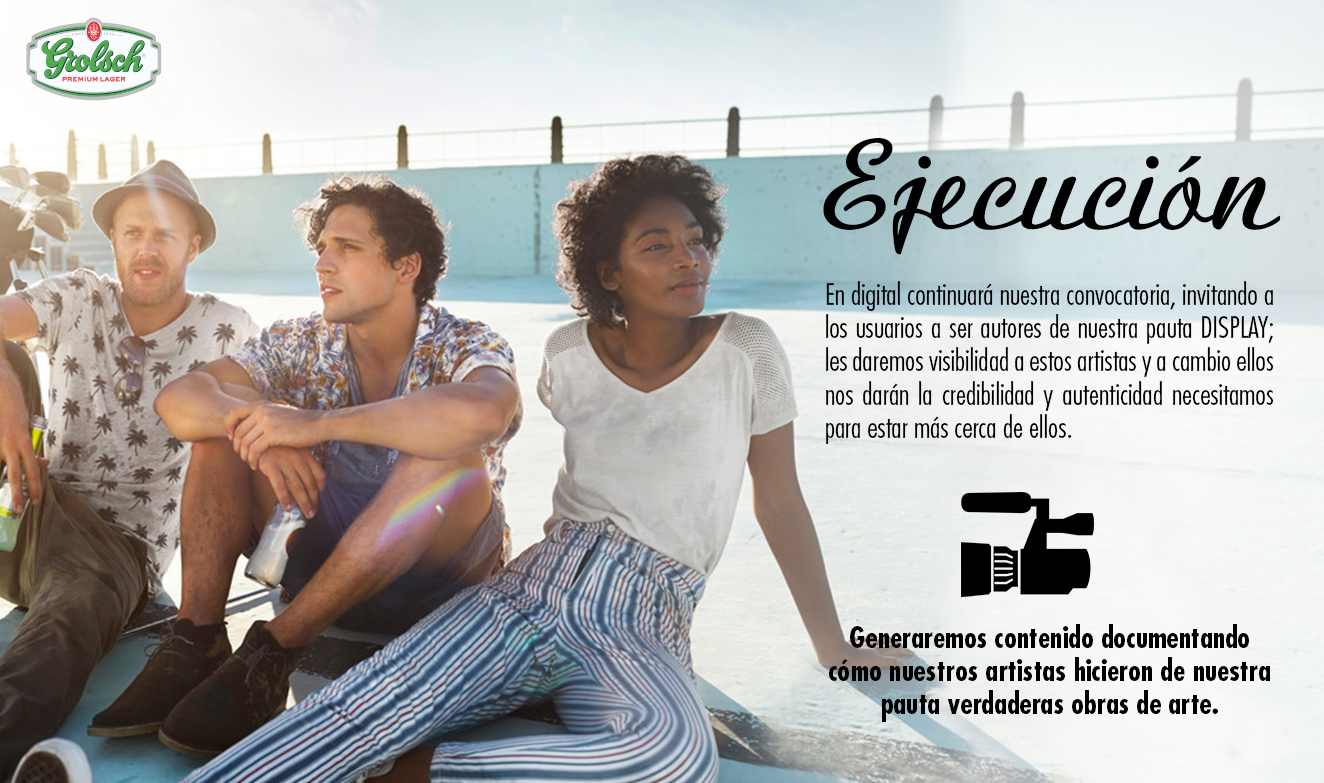 Grolsch
PREMIUM LAGER
Ejecución
En digital continuará nuestra convocatoria, invitando a
los usuarios a ser autores de nuestra pauta DISPLAY;
les daremos visibilidad a estos artistas y a cambio ellos
nos darán la credibilidad y autenticidad necesitamos
para estar más cerca de ellos.
Generaremos contenido documentando
cómo nuestros artistas hicieron de nuestra
pauta verdaderas obras de arte.